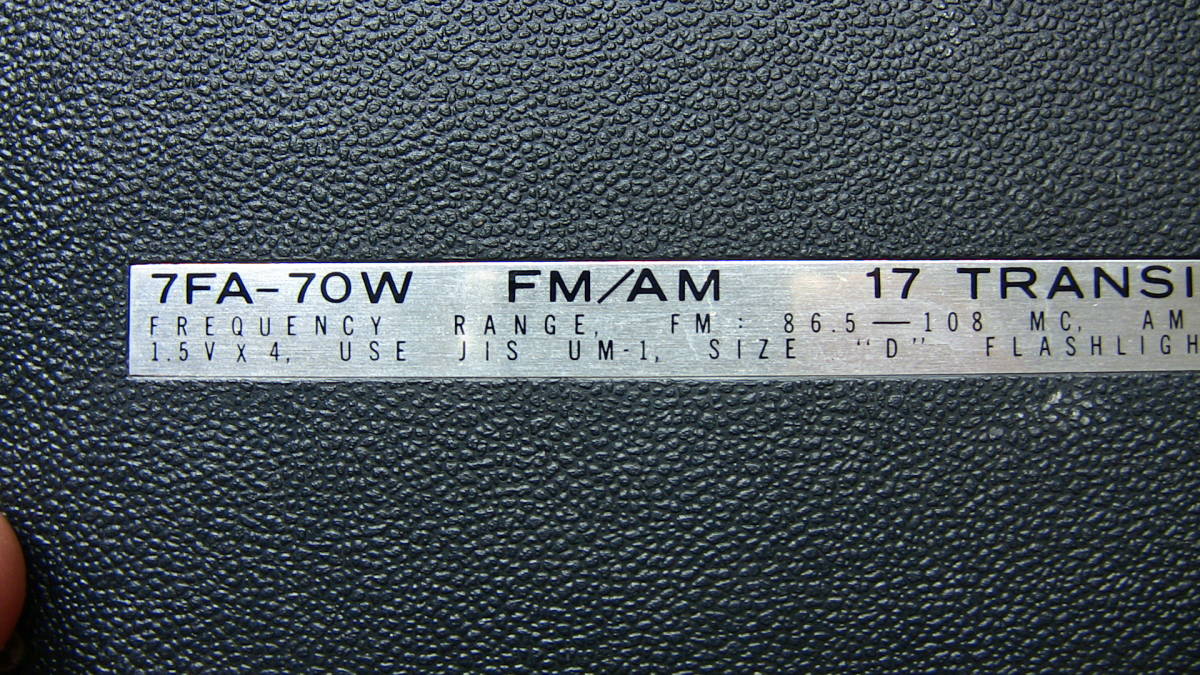 7FA-70W FM/AM 17 TRANSI
FREQUENCY RANGE, FM: 86.5—108 MC, AM
1.5V X 4, USE JIS UM-1, SIZE "D" FLASHLIGH